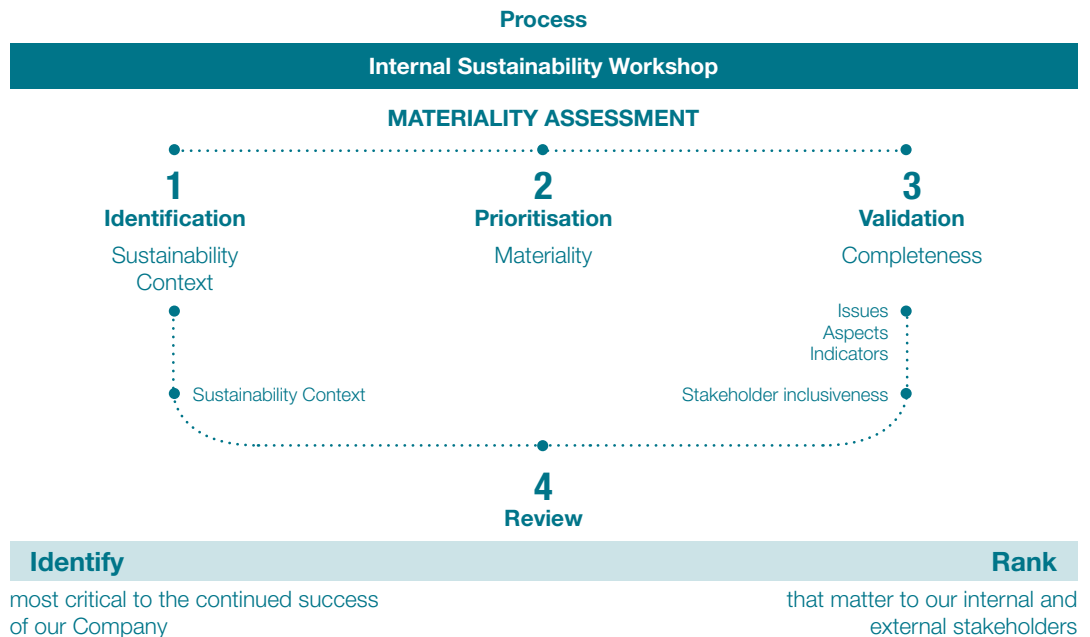 Process
Internal Sustainability Workshop
MATERIALITY ASSESSMENT
1
Identification
Sustainability
Context
2
Prioritisation
Materiality
3
Validation
Completeness
Issues
Aspects
Indicators
Sustainability Context
Stakeholder inclusiveness
4
Review
Identify
most critical to the continued success
of our Company
Rank
that matter to our internal and
external stakeholders